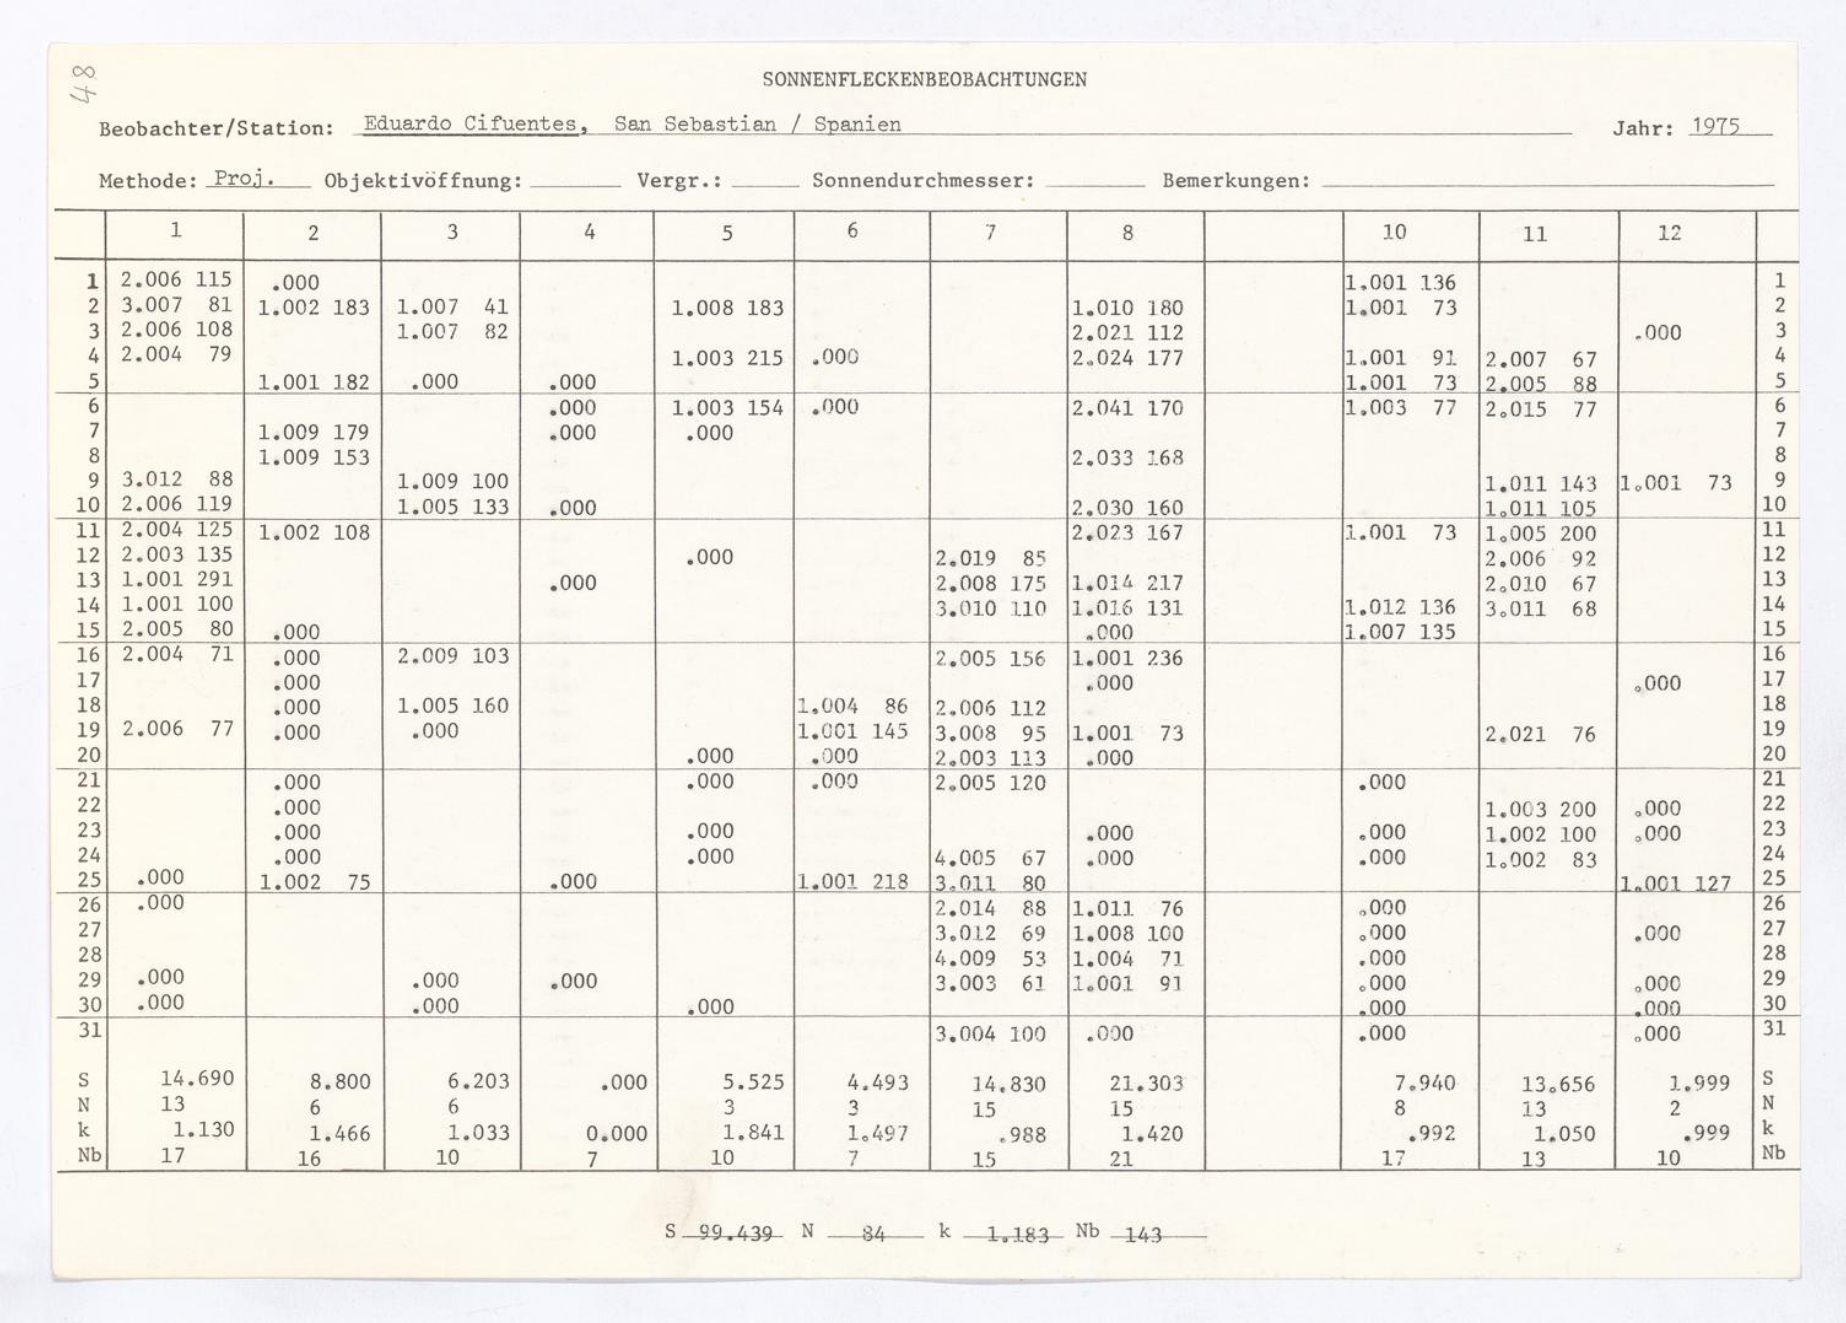 48
SONNENFLECKENBEOBACHTUNGEN
Beobachter/Station: Eduardo Cifuentes, San Sebastian / Spanien Jahr: 1975
Methode: Proj. Objektivöffnung: Vergr.: Sonnendurchmesser: Bemerkungen:
1 2 3 4 5 6 7 8 10 11 12
1 2.006 115 .000 1.001 136 1
2 3.007 81 1.002 183 1.007 41 1.008 183 1.010 180 1.001 73 2
3 2.006 108 1.007 82 2.021 112 .000 3
4 2.004 79 1.003 215 .000 2.024 177 1.001 91 2.007 67 4
5 1.001 182 .000 .000 1.001 73 2.005 88 5
6 .000 1.003 154 .000 2.041 170 1.003 77 2.015 77 6
7 1.009 179 .000 .000 7
8 1.009 153 2.033 168 8
9 3.012 88 1.009 100 1.011 143 1.001 73 9
10 2.006 119 1.005 133 .000 2.030 160 1.011 105 10
11 2.004 125 1.002 108 2.023 167 1.001 73 1.005 200 11
12 2.003 135 .000 2.019 85 2.006 92 12
13 1.001 291 .000 2.008 175 1.014 217 2.010 67 13
14 1.001 100 3.010 110 1.016 131 1.012 136 3.011 68 14
15 2.005 80 .000 .000 1.007 135 15
16 2.004 71 .000 2.009 103 2.005 156 1.001 236 16
17 .000 .000 .000 17
18 .000 1.005 160 1.004 86 2.006 112 18
19 2.006 77 .000 .000 1.001 145 3.008 95 1.001 73 2.021 76 19
20 .000 .000 2.003 113 .000 20
21 .000 .000 .000 2.005 120 .000 21
22 .000 1.003 200 .000 22
23 .000 .000 .000 .000 1.002 100 .000 23
24 .000 .000 4.005 67 .000 .000 1.002 83 24
25 .000 1.002 75 .000 1.001 218 3.011 80 1.001 127 25
26 .000 2.014 88 1.011 76 .000 26
27 3.012 69 1.008 100 .000 .000 27
28 4.009 53 1.004 71 .000 28
29 .000 .000 .000 3.003 61 1.001 91 .000 .000 29
30 .000 .000 .000 .000 .000 30
31 3.004 100 .000 .000 .000 31
S 14.690 8.800 6.203 .000 5.525 4.493 14.830 21.303 7.940 13.656 1.999 S
N 13 6 6 3 3 15 15 8 13 2 N
k 1.130 1.466 1.033 0.000 1.841 1.497 .988 1.420 .992 1.050 .999 k
Nb 17 16 10 7 10 7 15 21 17 13 10 Nb
S 99.439 N 84 k 1.183 Nb 143